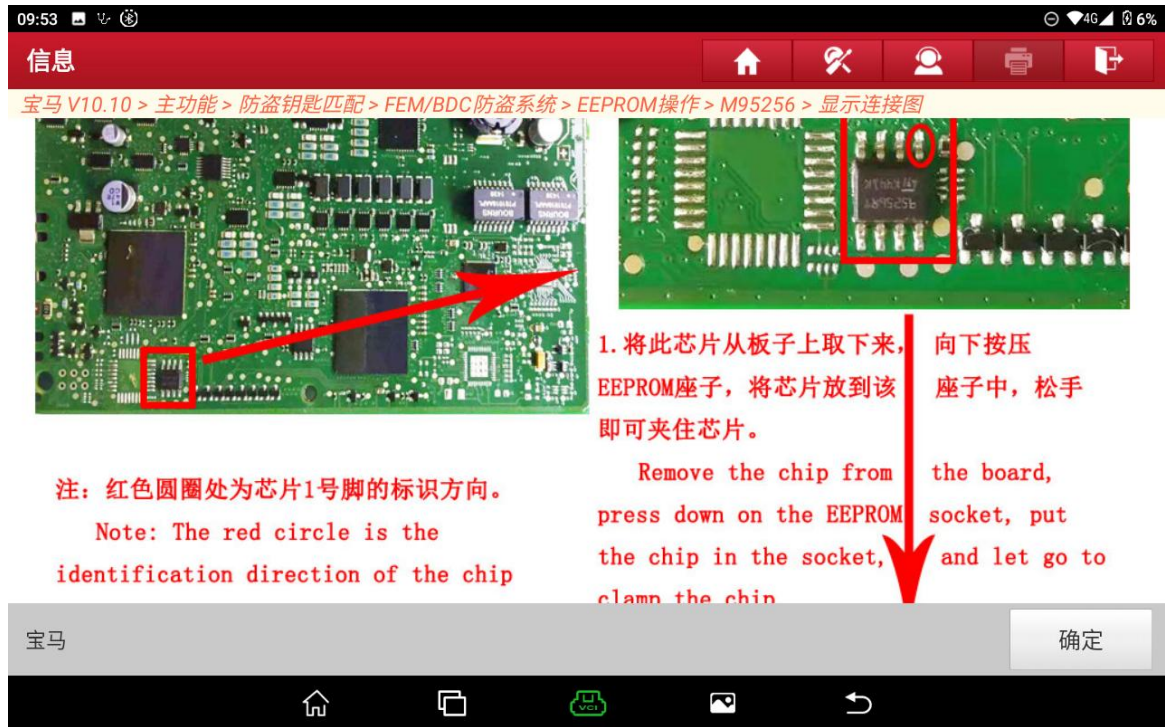 09:53
4G 6%
信息
宝马 V10.10 > 主功能 > 防盗钥匙匹配 > FEM/BDC防盗系统 > EEPROM操作 > M95256 > 显示连接图
BOURNS
BOURNS
95256RT
K441K
1.将此芯片从板子上取下来, 向下按压
EEPROM座子，将芯片放到该 座子中，松手
即可夹住芯片。
Remove the chip from the board,
press down on the EEPROM socket, put
the chip in the socket, and let go to
clamp the chip
注：红色圆圈处为芯片1号脚的标识方向。
Note: The red circle is the
identification direction of the chip
宝马
确定
VCI